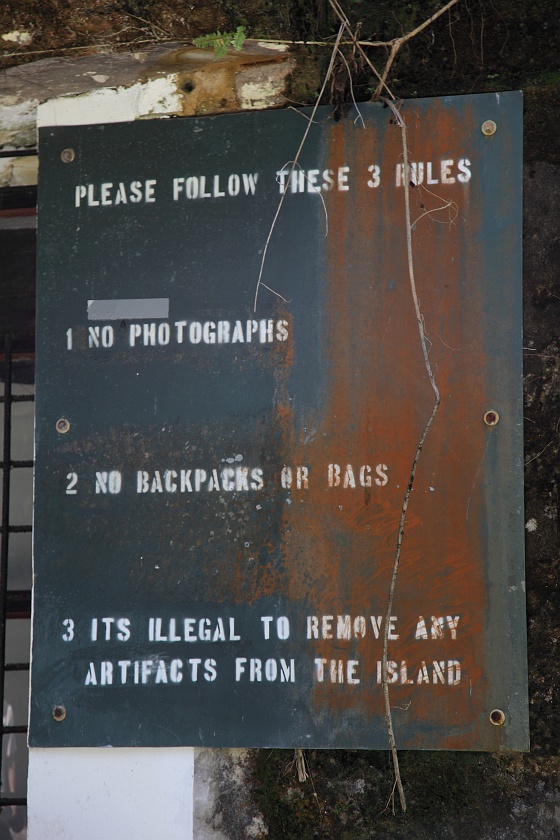 PLEASE FOLLOW THESE 3 RULES
1 NO PHOTOGRAPHS
2 NO BACKPACKS OR BAGS
3 ITS ILLEGAL TO REMOVE ANY
ARTIFACTS FROM THE ISLAND